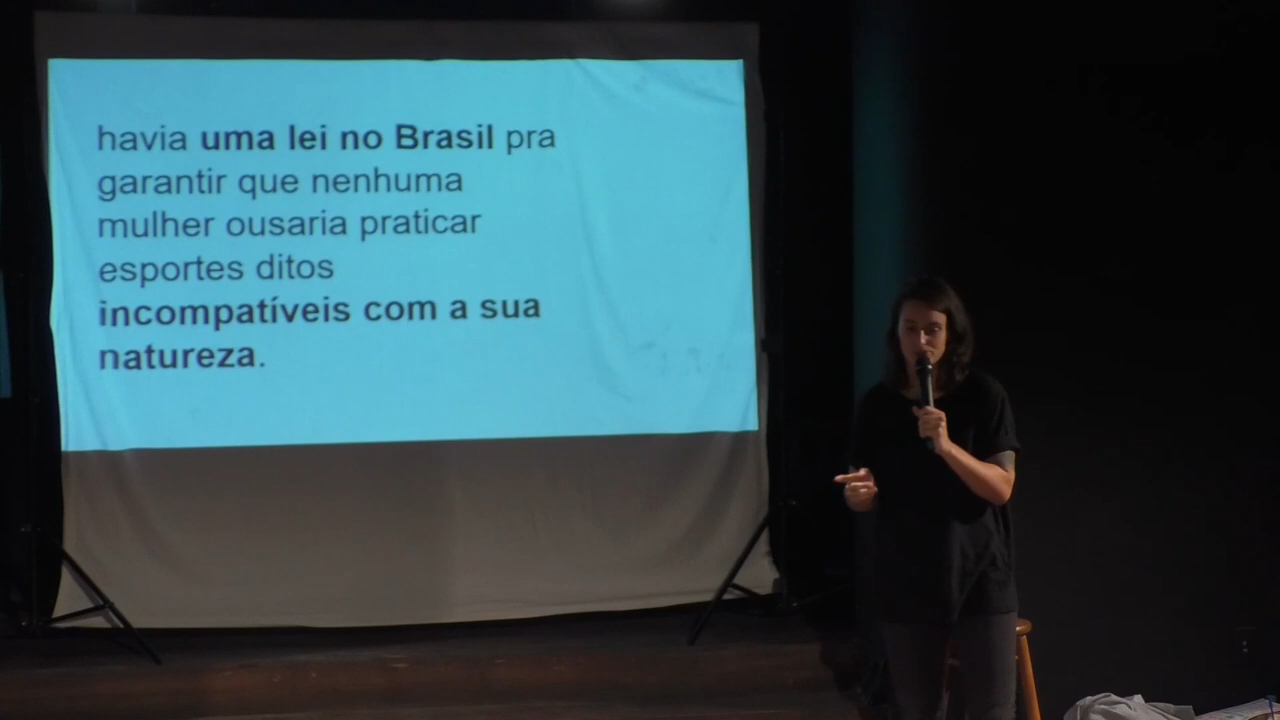 havia uma lei no Brasil pra
garantir que nenhuma
mulher ousaria praticar
esportes ditos
incompatíveis com a sua
natureza.